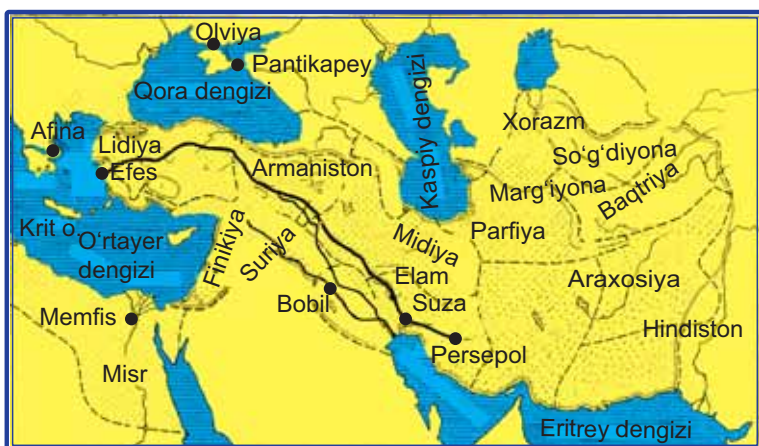 Olviya
Pantikapey
Qora dengizi
Kaspiy dengizi
Xorazm
Afina
Lidiya
Efes
Armaniston
So‘g‘diyona
Marg‘iyona
Baqtriya
Krit o.
O‘rtayer
dengizi
Finikiya
Suriya
Midiya
Parfiya
Elam
Suza
Araxosiya
Bobil
Memfis
Hindiston
Persepol
Misr
Eritrey dengizi